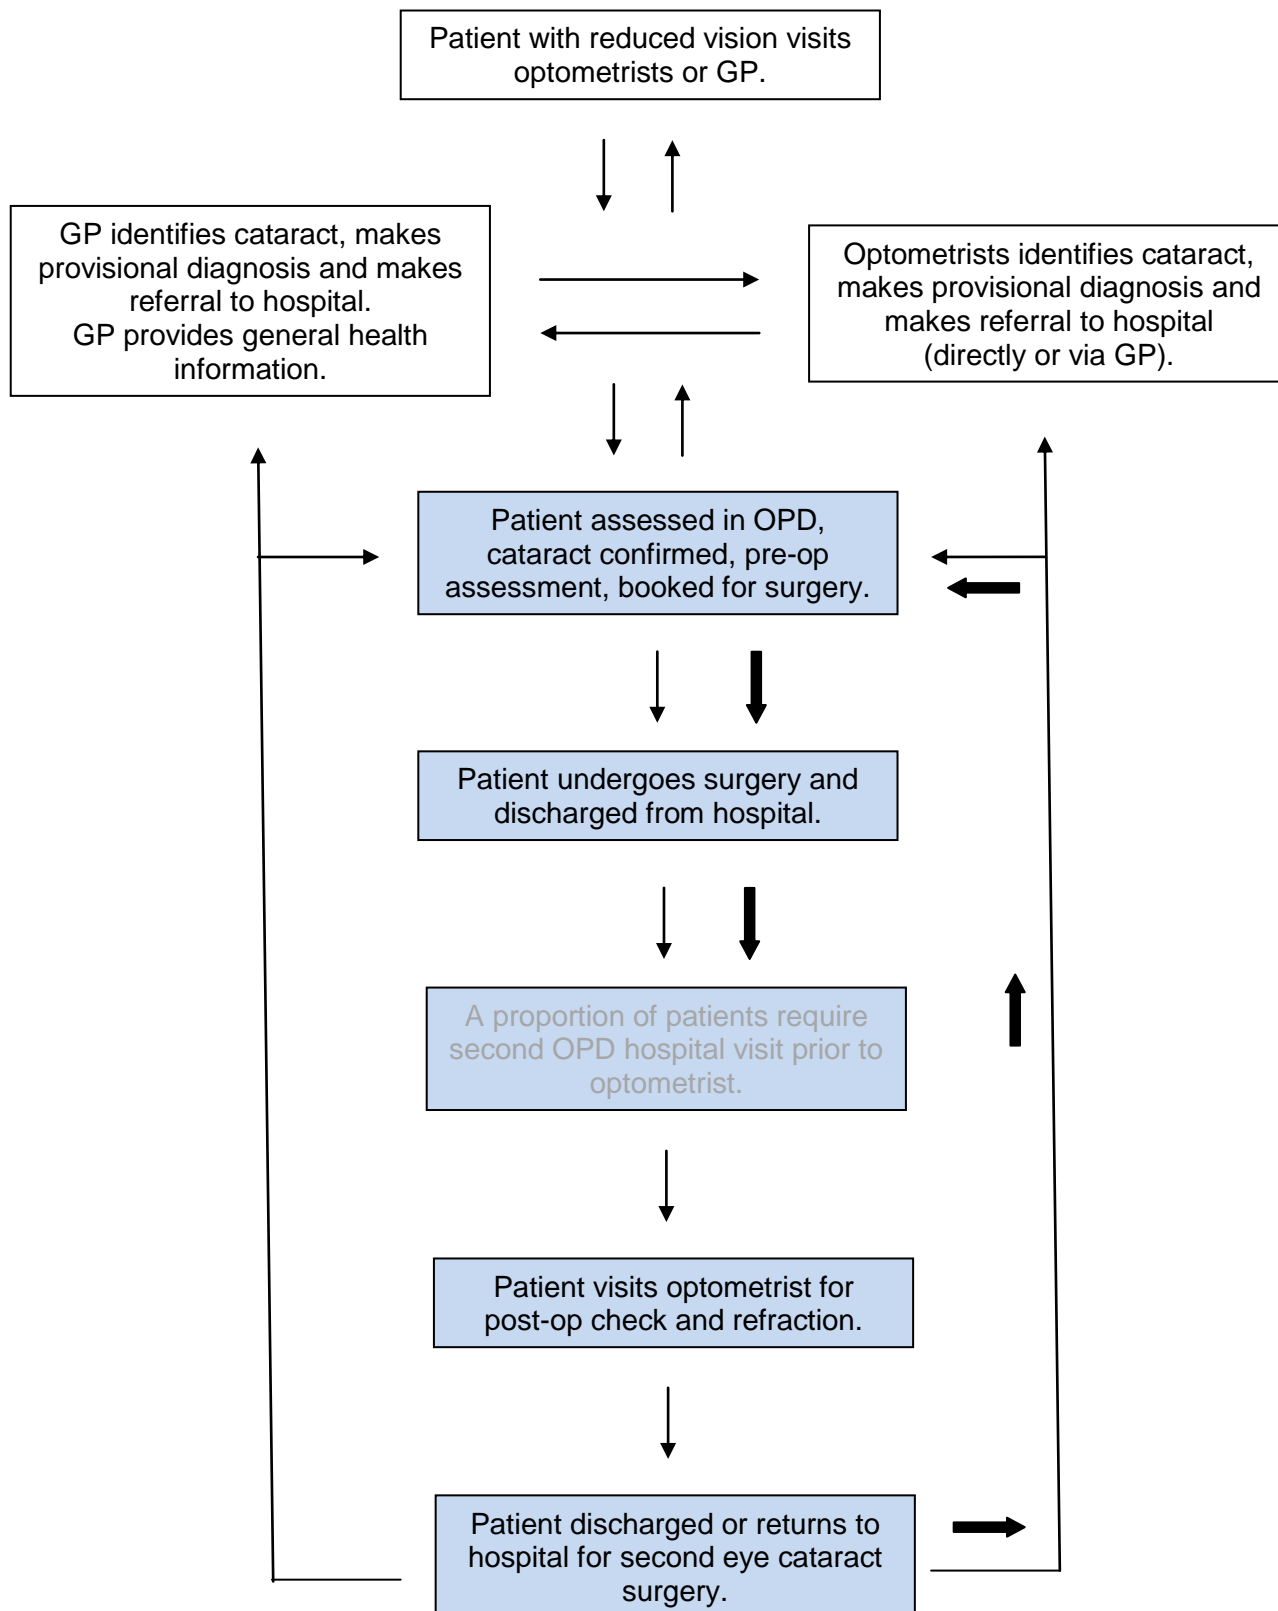 Patient with reduced vision visits
optometrists or GP.
GP identifies cataract, makes
provisional diagnosis and makes
referral to hospital.
GP provides general health
information.
Optometrists identifies cataract,
makes provisional diagnosis and
makes referral to hospital
(directly or via GP).
Patient assessed in OPD,
cataract confirmed, pre-op
assessment, booked for surgery.
Patient undergoes surgery and
discharged from hospital.
A proportion of patients require
second OPD hospital visit prior to
optometrist.
Patient visits optometrist for
post-op check and refraction.
Patient discharged or returns to
hospital for second eye cataract
surgery.